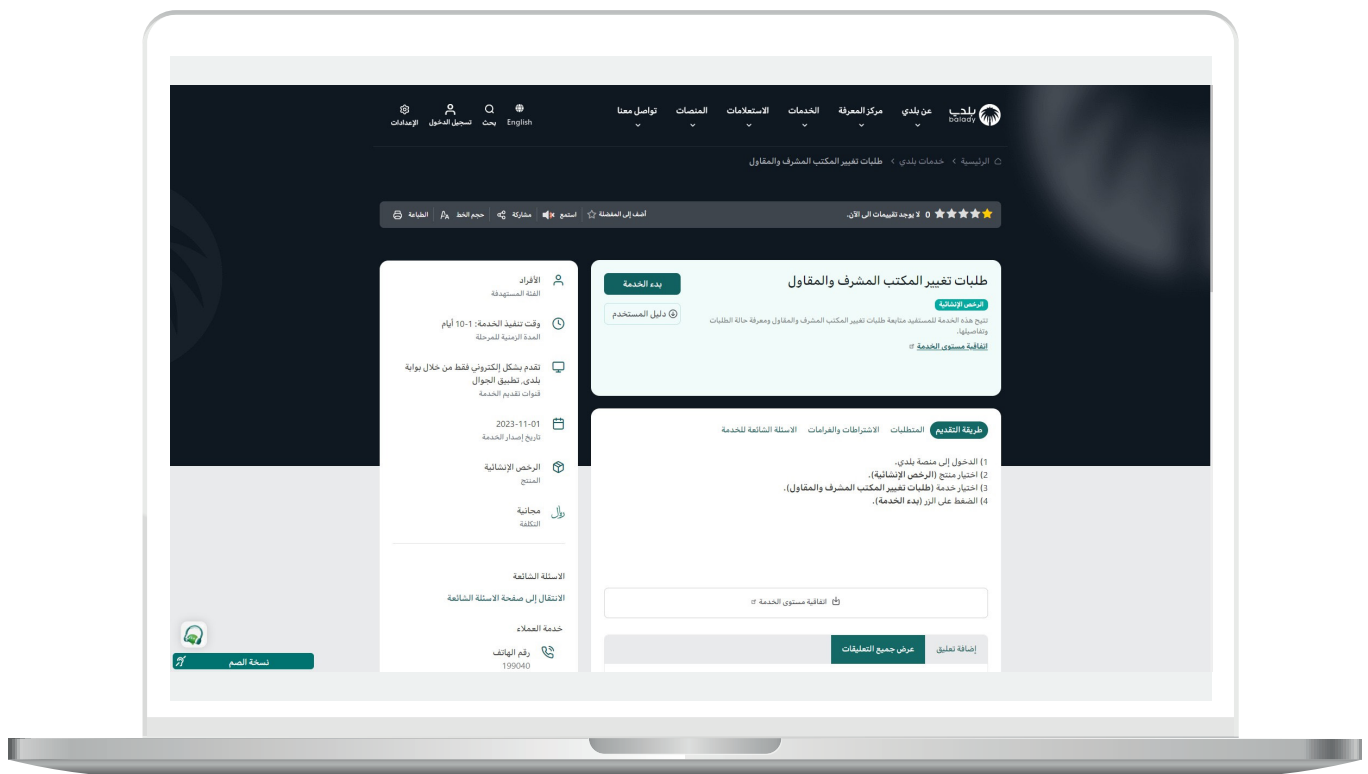 بلدي
balady
عن بلدي
مركز المعرفة
الخدمات
الاستعلامات
المنصات
تواصل معنا
English
بحث
تسجيل الدخول
الإعدادات
الرئيسية > خدمات بلدي > طلبات تغيير المكتب المشرف والمقاول
0 لا يوجد تقييمات الى الآن.
أضف إلى المفضلة
استمع
مشاركة
حجم الخط
الطباعة
طلبات تغيير المكتب المشرف والمقاول
الرخص الإنشائية
تتيح هذه الخدمة للمستفيد متابعة طلبات تغيير المكتب المشرف والمقاول ومعرفة حالة الطلبات
وتفاصيلها.
اتفاقية مستوى الخدمة
بدء الخدمة
دليل المستخدم
طريقة التقديم
المتطلبات
الاشتراطات والغرامات
الاسئلة الشائعة للخدمة
1) الدخول إلى منصة بلدي.
2) اختيار منتج (الرخص الإنشائية).
3) اختيار خدمة (طلبات تغيير المكتب المشرف والمقاول).
4) الضغط على الزر (بدء الخدمة).
اتفاقية مستوى الخدمة
إضافة تعليق
عرض جميع التعليقات
الأفراد
الفئة المستهدفة
وقت تنفيذ الخدمة: 1-10 أيام
المدة الزمنية للمرحلة
تقدم بشكل إلكتروني فقط من خلال بوابة
بلدي, تطبيق الجوال
قنوات تقديم الخدمة
2023-11-01
تاريخ إصدار الخدمة
الرخص الإنشائية
المنتج
مجانية
التكلفة
الاسئلة الشائعة
الانتقال إلى صفحة الاسئلة الشائعة
خدمة العملاء
رقم الهاتف
199040
نسخة الصم